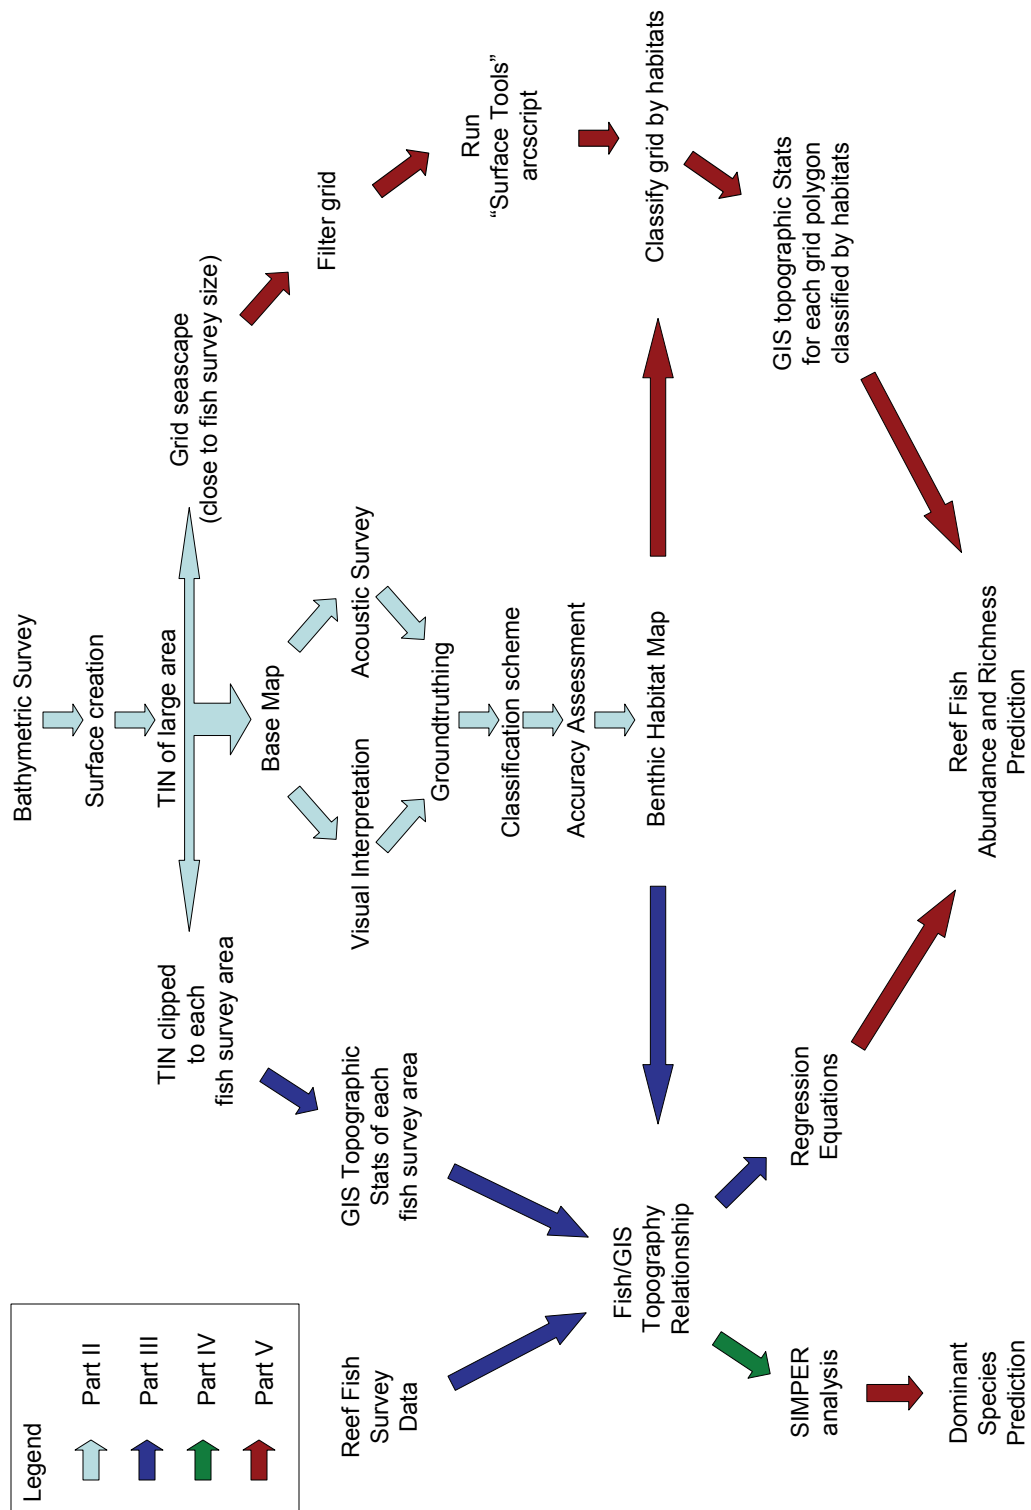 Legend
Part II
Part III
Part IV
Part V
Bathymetric Survey
Surface creation
TIN of large area
TIN clipped
to each
fish survey area
Grid seascape
(close to fish survey size)
Base Map
Filter grid
GIS Topographic
Stats of each
fish survey area
Visual Interpretation
Acoustic Survey
Reef Fish
Survey
Data
Groundtruthing
Run
“Surface Tools”
arcscript
Classification scheme
Accuracy Assessment
Fish/GIS
Topography
Relationship
Benthic Habitat Map
Classify grid by habitats
SIMPER
analysis
Regression
Equations
GIS topographic Stats
for each grid polygon
classified by habitats
Dominant
Species
Prediction
Reef Fish
Abundance and Richness
Prediction